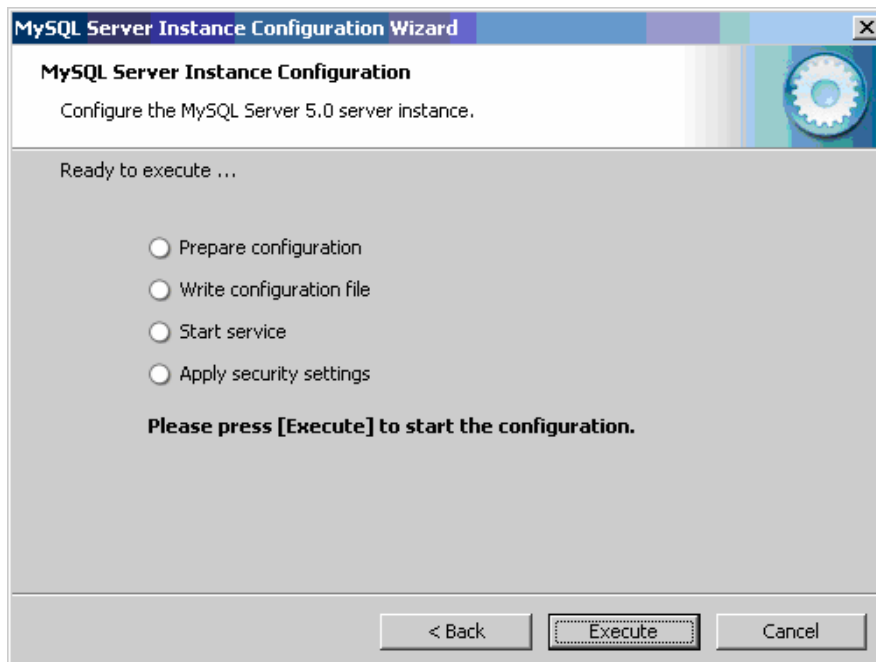 MySQL Server Instance Configuration Wizard
MySQL Server Instance Configuration
Configure the MySQL Server 5.0 server instance.
Ready to execute ...
Prepare configuration
Write configuration file
Start service
Apply security settings
Please press [Execute] to start the configuration.
< Back
Execute
Cancel